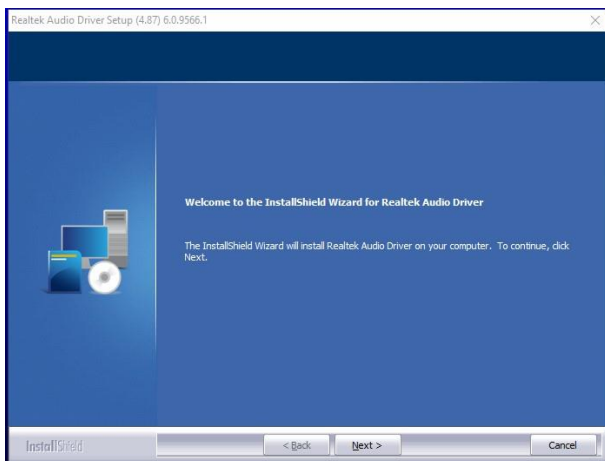 Realtek Audio Driver Setup (4.87) 6.0.9566.1
Welcome to the InstallShield Wizard for Realtek Audio Driver
The InstallShield Wizard will install Realtek Audio Driver on your computer. To continue, click
Next.
InstallShield
< Back
Next >
Cancel